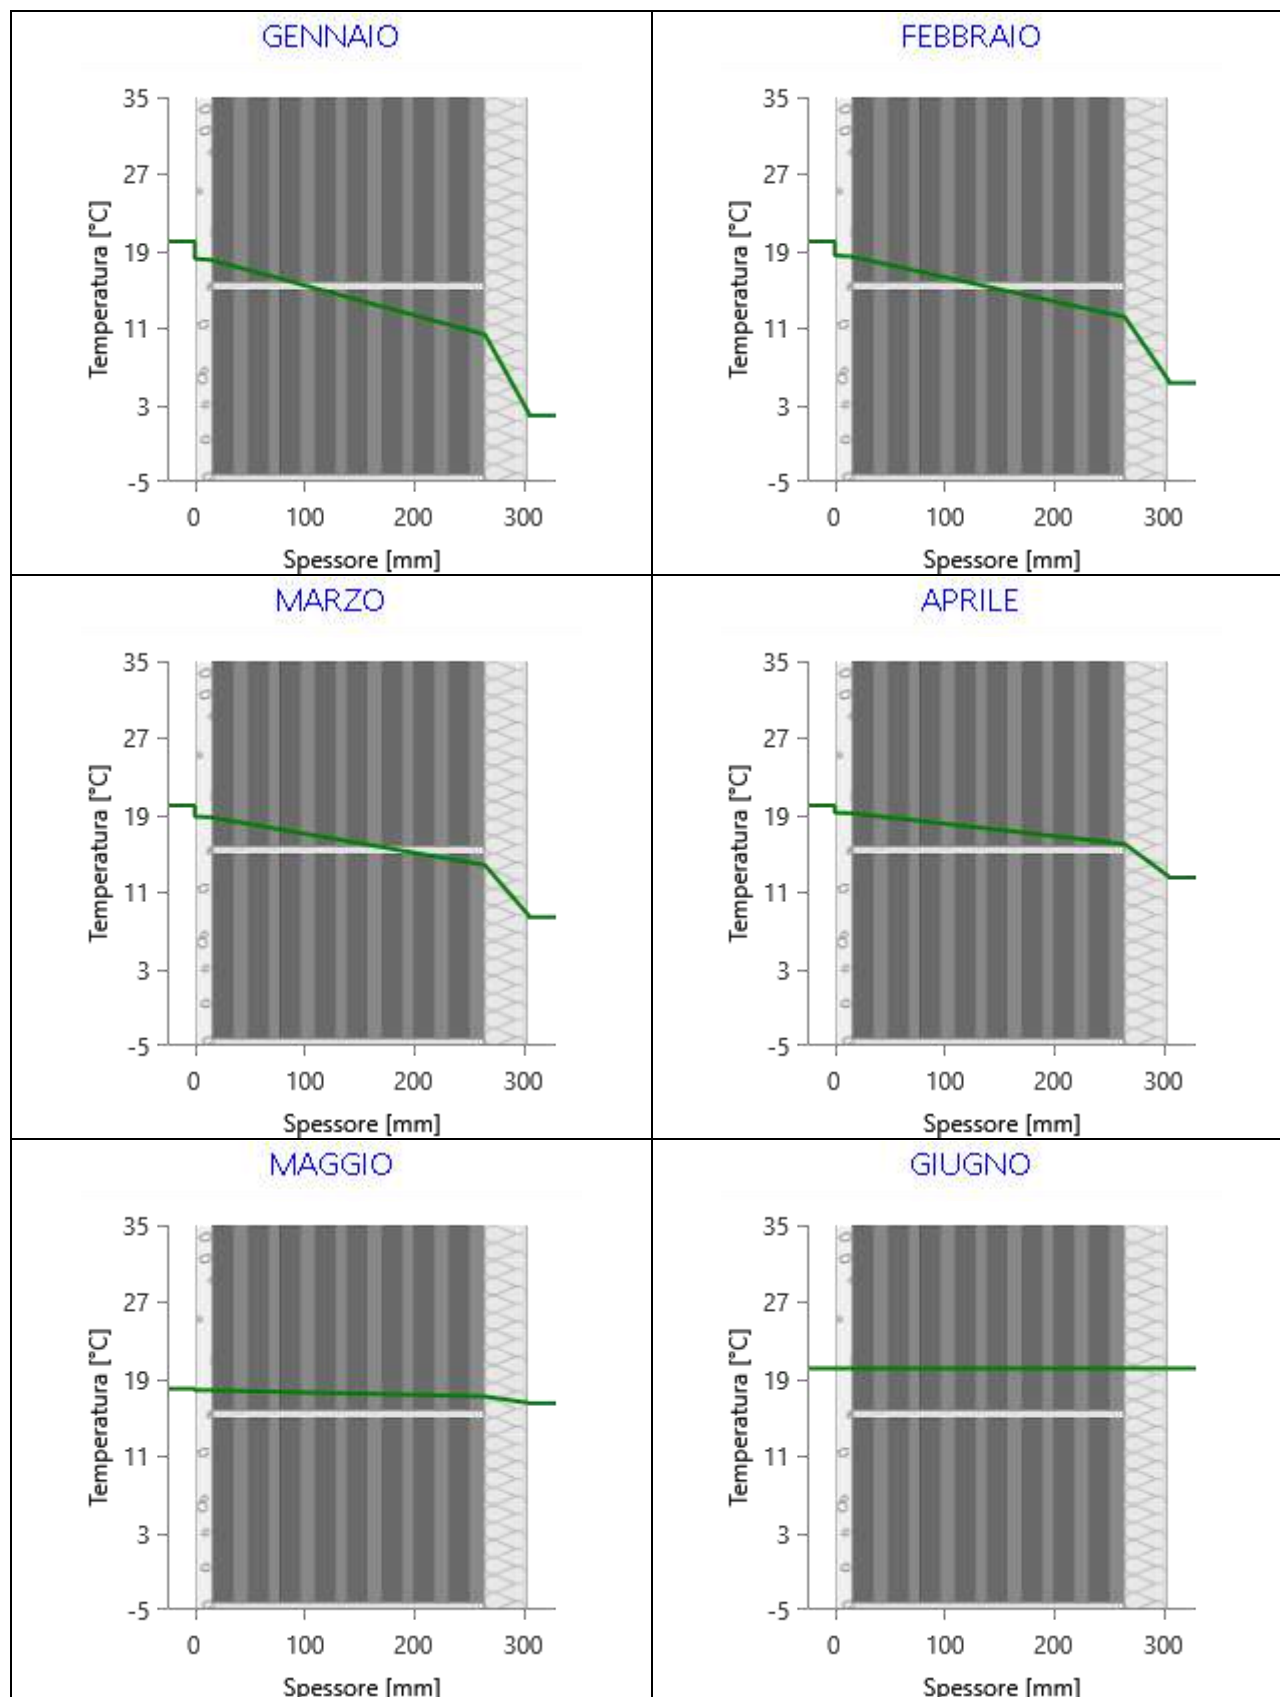 GENNAIO
35
27
19
11
3
-5
Temperatura [°C]
0 100 200 300
Spessore [mm]
FEBBRAIO
35
27
19
11
3
-5
Temperatura [°C]
0 100 200 300
Spessore [mm]
MARZO
35
27
19
11
3
-5
Temperatura [°C]
0 100 200 300
Spessore [mm]
APRILE
35
27
19
11
3
-5
Temperatura [°C]
0 100 200 300
Spessore [mm]
MAGGIO
35
27
19
11
3
-5
Temperatura [°C]
0 100 200 300
Spessore [mm]
GIUGNO
35
27
19
11
3
-5
Temperatura [°C]
0 100 200 300
Spessore [mm]